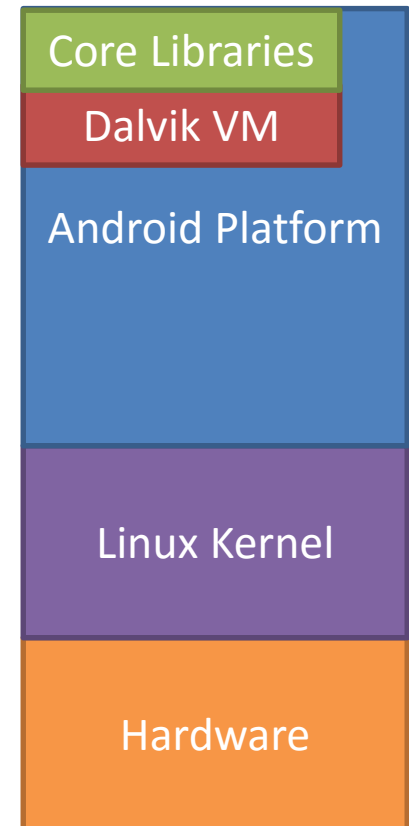 Core Libraries
Dalvik VM
Android Platform
Linux Kernel
Hardware